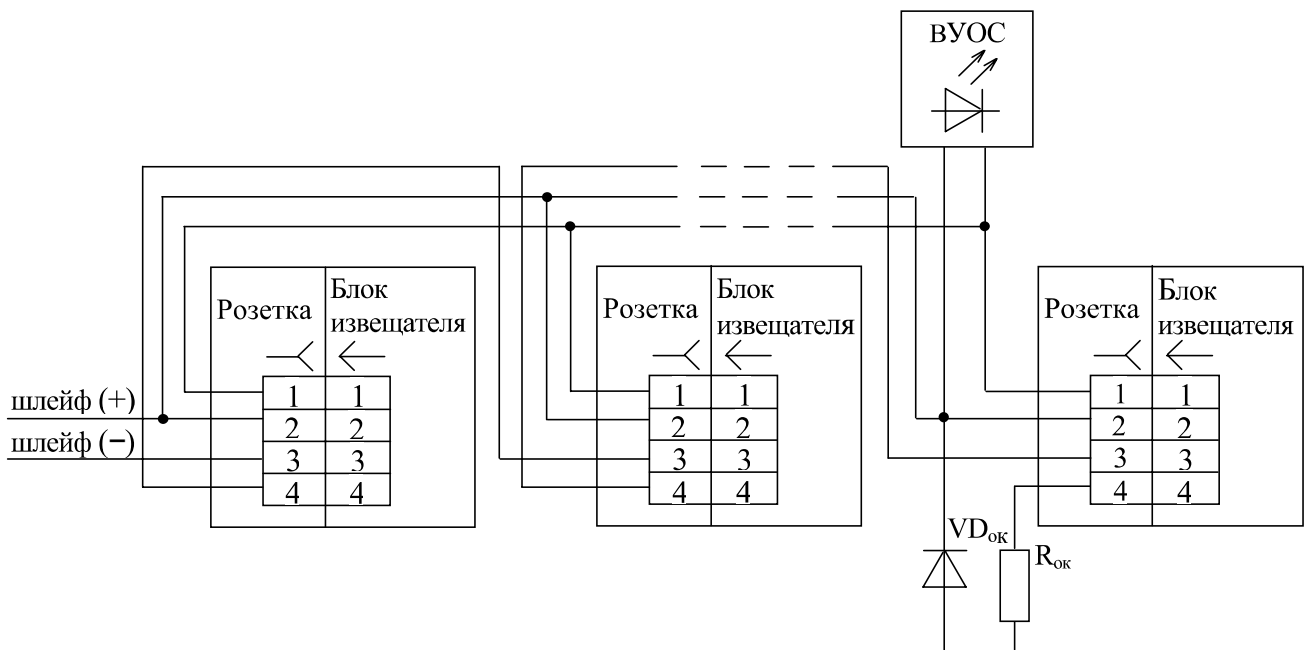 ВУОС
Розетка
Блок
извещателя
1 1
2 2
3 3
4 4
Розетка
Блок
извещателя
1 1
2 2
3 3
4 4
Розетка
Блок
извещателя
1 1
2 2
3 3
4 4
шлейф (+)
шлейф (−)
VDок
Rок